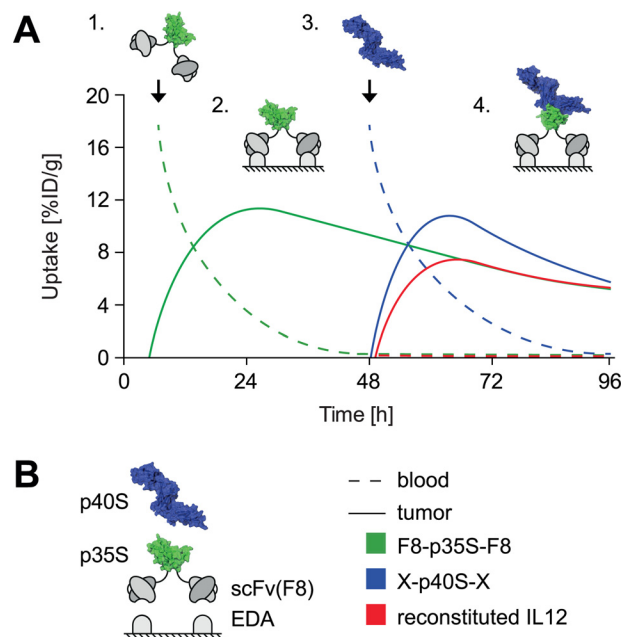 A
1.
3.
2.
4.
20
16
12
8
4
0
Uptake [%ID/g]
0 24 48 72 96
Time [h]
B
p40S
p35S
scFv(F8)
EDA
blood
tumor
F8-p35S-F8
X-p40S-X
reconstituted IL12